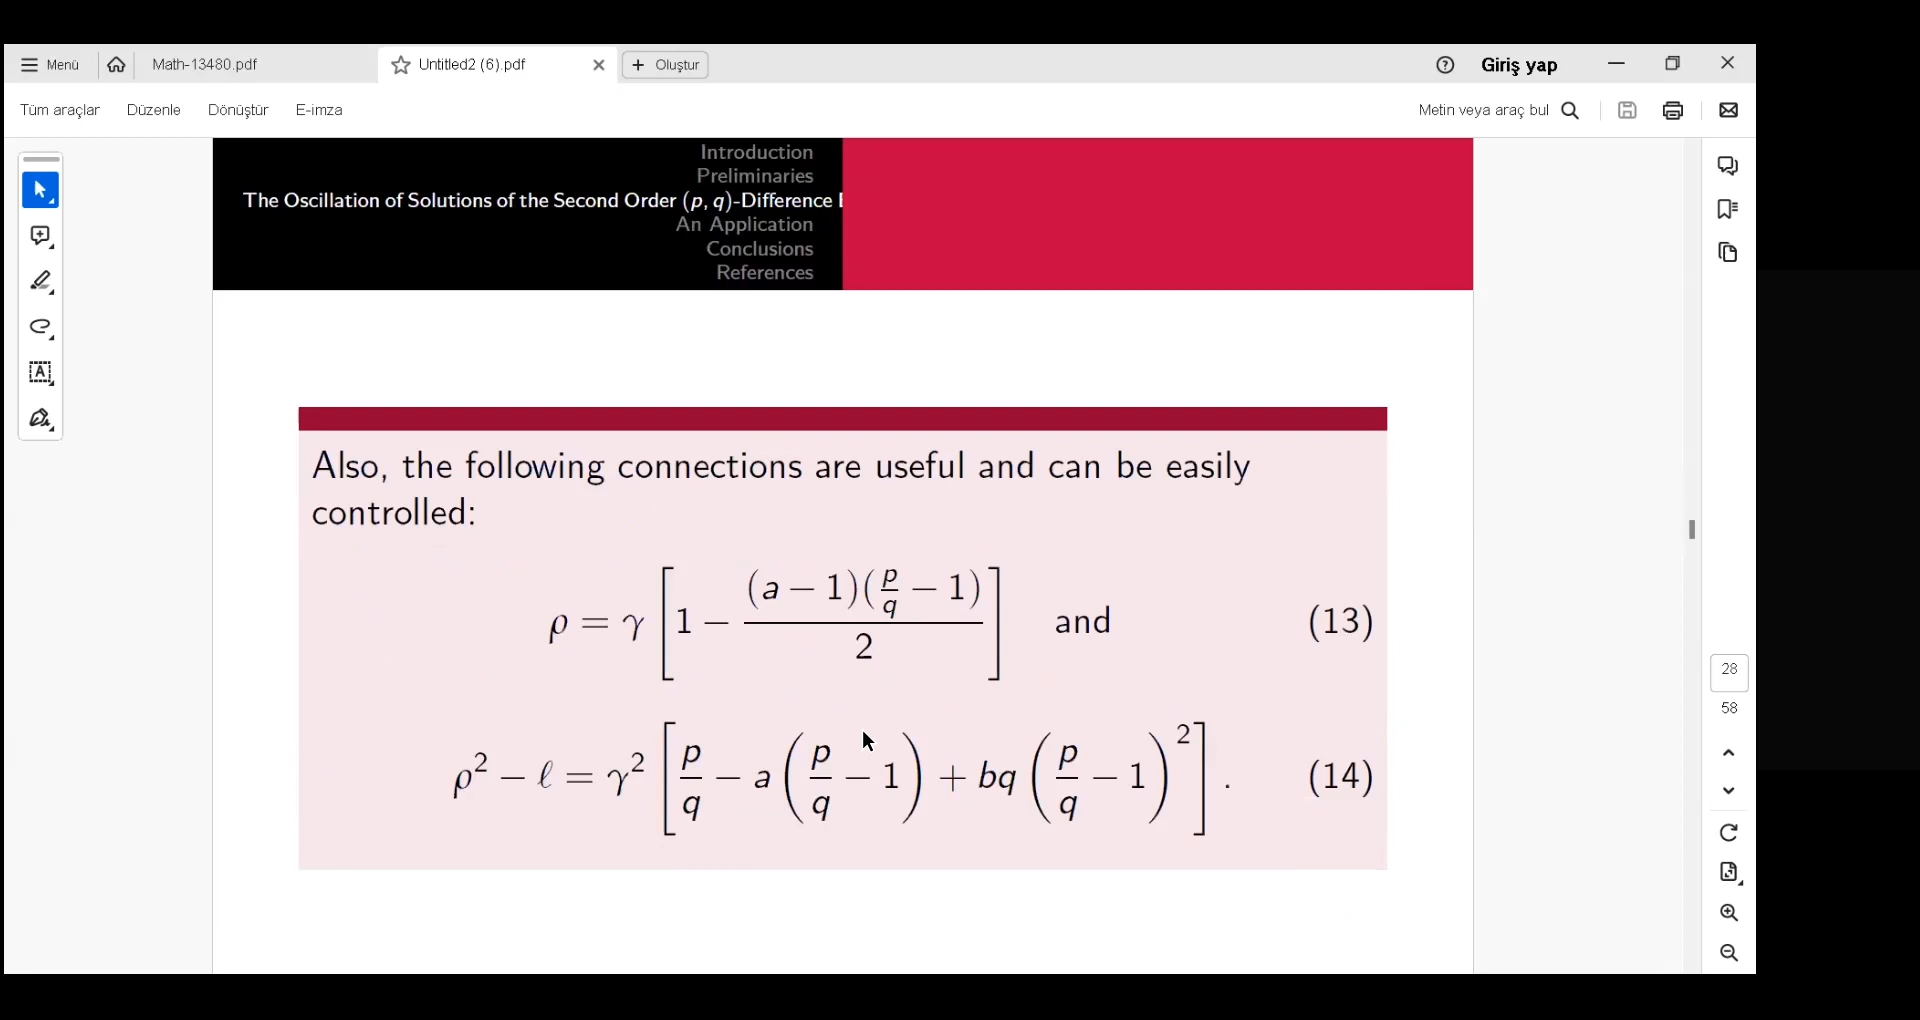 Menü
Math-13480.pdf
Untitled2 (6).pdf
+ Oluştur
Giriş yap
Tüm araçlar Düzenle Dönüştür E-imza
Metin veya araç bul
Introduction
Preliminaries
The Oscillation of Solutions of the Second Order (p, q)-Difference
An Application
Conclusions
References
Also, the following connections are useful and can be easily
controlled:
ρ = γ [1 − (a − 1)(p/q − 1) / 2] and (13)
ρ² − ℓ = γ² [p/q − a (p/q − 1) + bq (p/q − 1)²] . (14)
28
58